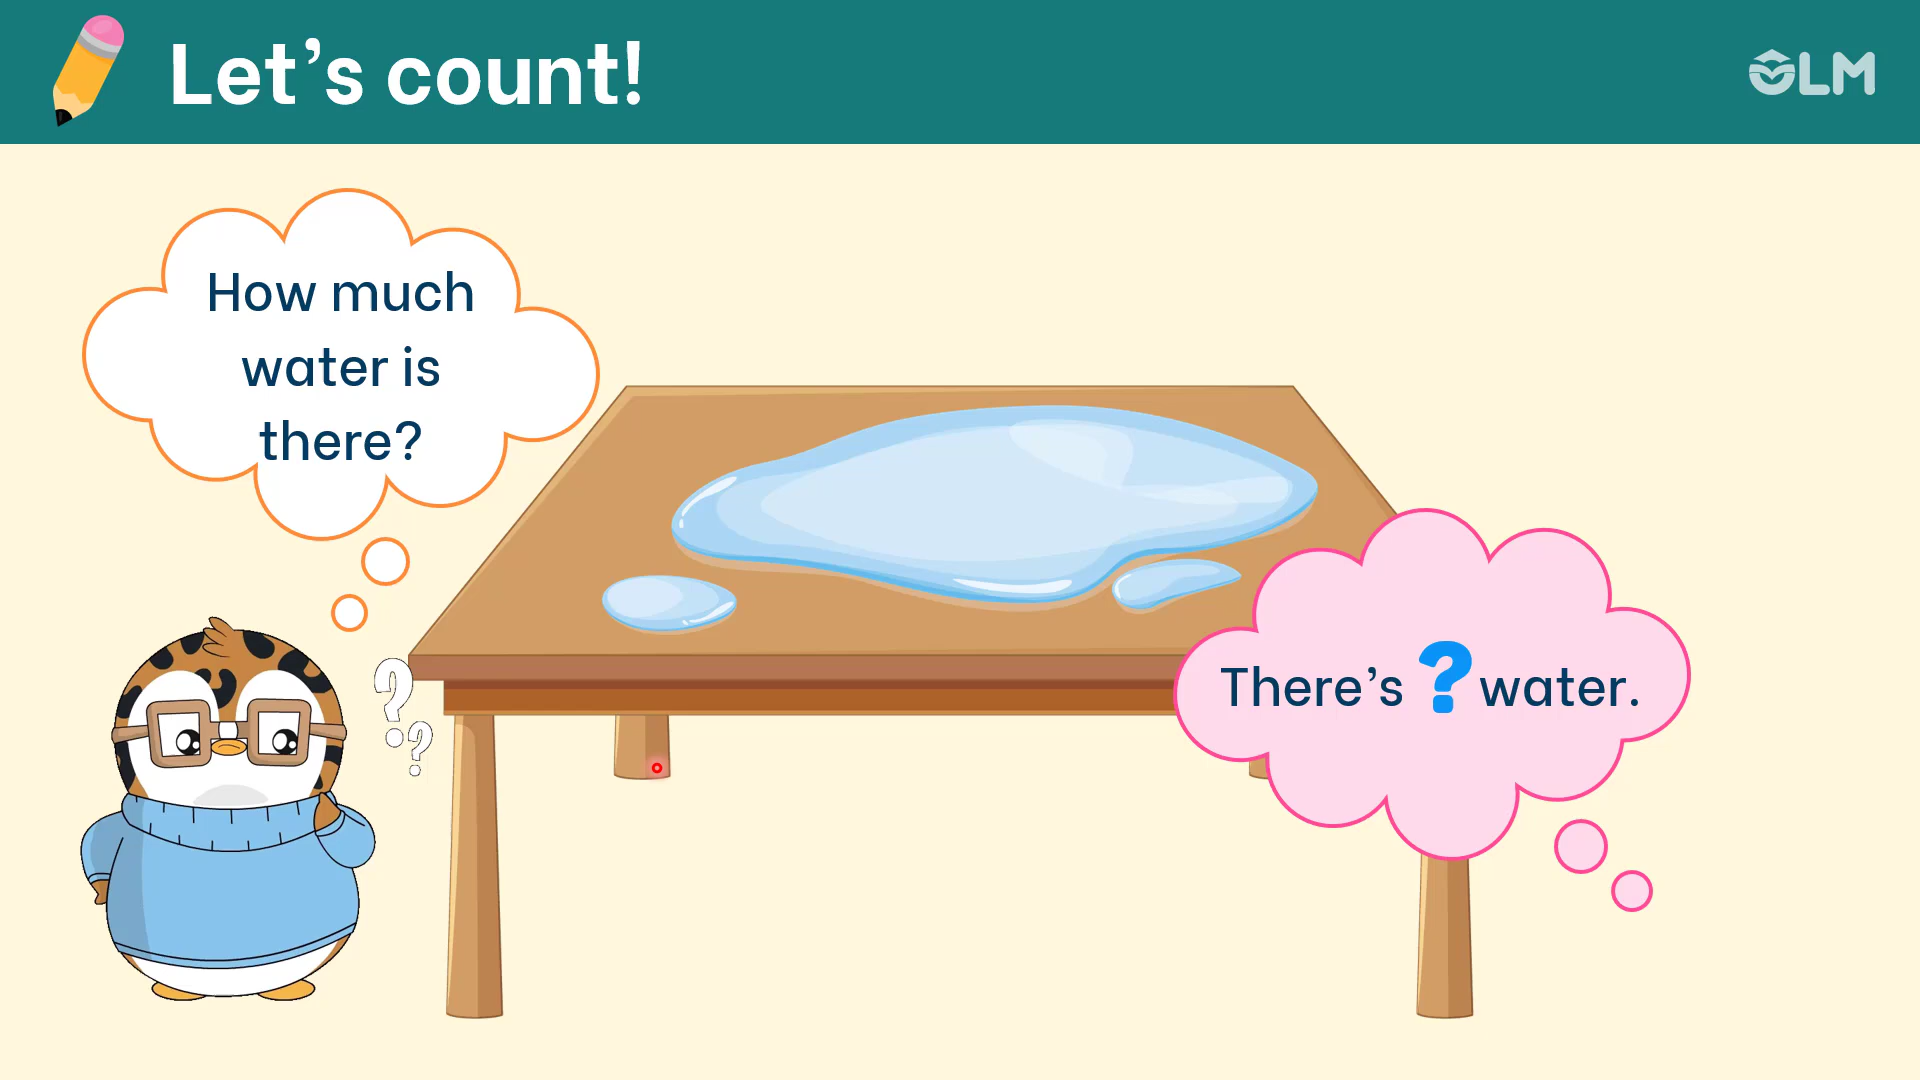 Let's count!
OLM
How much
water is
there?
??
There's ? water.